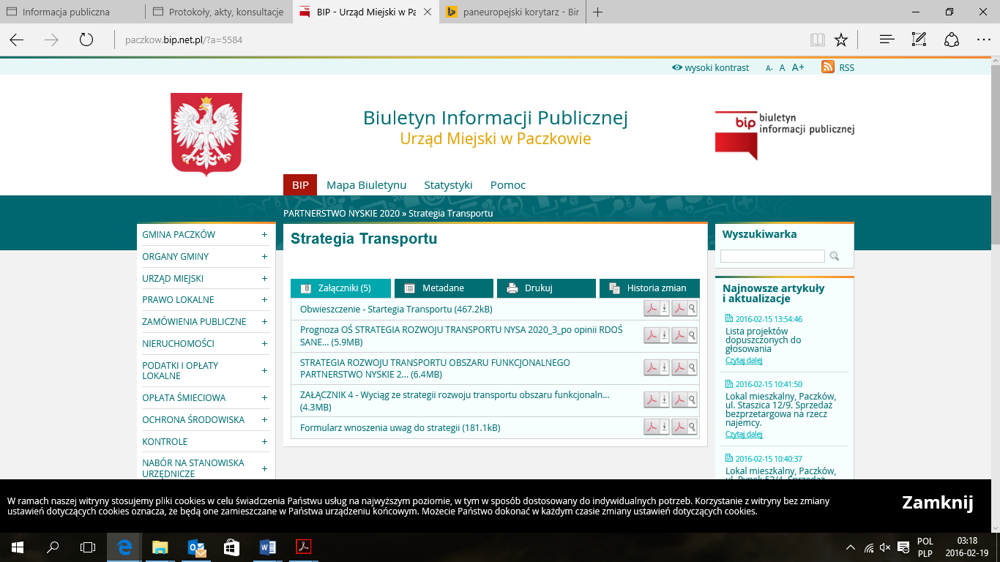 Informacja publiczna
Protokoły, akty, konsultacje
BIP - Urząd Miejski w Pa
paneuropejski korytarz - Bir
paczkow.bip.net.pl/?a=5584
wysoki kontrast
A-
A
A+
RSS
Biuletyn Informacji Publicznej
Urząd Miejski w Paczkowie
bip
biuletyn
informacji publicznej
BIP
Mapa Biuletynu
Statystyki
Pomoc
PARTNERSTWO NYSKIE 2020 » Strategia Transportu
GMINA PACZKÓW
ORGANY GMINY
URZĄD MIEJSKI
PRAWO LOKALNE
ZAMÓWIENIA PUBLICZNE
NIERUCHOMOŚCI
PODATKI I OPŁATY
LOKALNE
OPŁATA ŚMIECIOWA
OCHRONA ŚRODOWISKA
KONTROLE
NABÓR NA STANOWISKA
URZĘDNICZE
Strategia Transportu
Załączniki (5)
Metadane
Drukuj
Historia zmian
Obwieszczenie - Startegia Transportu (467.2kB)
Prognoza OŚ STRATEGIA ROZWOJU TRANSPORTU NYSA 2020_3_po opinii RDOŚ
SANE... (5.9MB)
STRATEGIA ROZWOJU TRANSPORTU OBSZARU FUNKCJONALNEGO
PARTNERSTWO NYSKIE 2... (6.4MB)
ZAŁĄCZNIK 4 - Wyciąg ze strategii rozwoju transportu obszaru funkcjonaln...
(4.3MB)
Formularz wnoszenia uwag do strategii (181.1kB)
Wyszukiwarka
Najnowsze artykuły
i aktualizacje
2016-02-15 13:54:46
Lista projektów
dopuszczonych do
głosowania
Czytaj dalej
2016-02-15 10:41:50
Lokal mieszkalny, Paczków,
ul. Staszica 12/9. Sprzedaż
bezprzetargowa na rzecz
najemcy.
Czytaj dalej
2016-02-15 10:40:37
Lokal mieszkalny, Paczków,
W ramach naszej witryny stosujemy pliki cookies w celu świadczenia Państwu usług na najwyższym poziomie, w tym w sposób dostosowany do indywidualnych potrzeb. Korzystanie z witryny bez zmiany
ustawień dotyczących cookies oznacza, że będą one zamieszczane w Państwa urządzeniu końcowym. Możecie Państwo dokonać w każdym czasie zmiany ustawień dotyczących cookies.
Zamknij
POL
PLP
03:18
2016-02-19